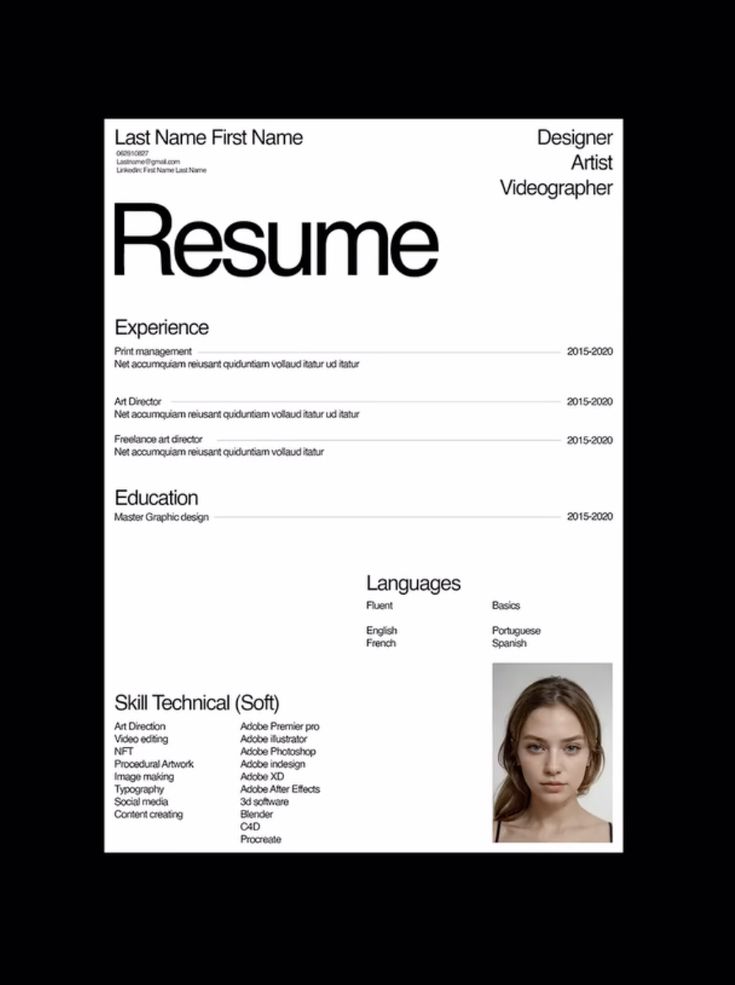 Last Name First Name
062910827
Lastname@gmail.com
Linkedin: First Name Last Name
Designer
Artist
Videographer
Resume
Experience
Print management 2015-2020
Net accumquiam reiusant quiduntiam vollaud itatur ud itatur
Art Director 2015-2020
Net accumquiam reiusant quiduntiam vollaud itatur ud itatur
Freelance art director 2015-2020
Net accumquiam reiusant quiduntiam vollaud itatur
Education
Master Graphic design 2015-2020
Languages
Fluent
English
French
Basics
Portuguese
Spanish
Skill Technical (Soft)
Art Direction
Video editing
NFT
Procedural Artwork
Image making
Typography
Social media
Content creating
Adobe Premier pro
Adobe illustrator
Adobe Photoshop
Adobe indesign
Adobe XD
Adobe After Effects
3d software
Blender
C4D
Procreate